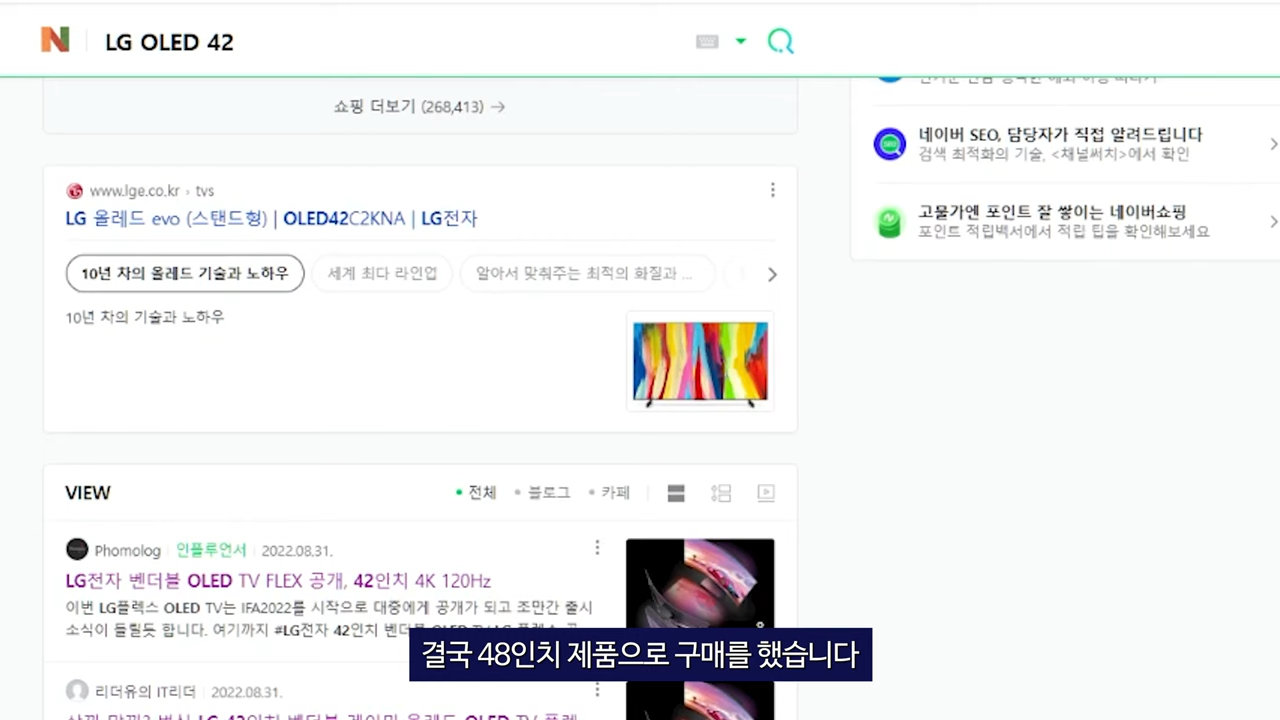 N LG OLED 42
쇼핑 더보기 (268,413) →
네이버 SEO, 담당자가 직접 알려드립니다
검색 최적화의 기술, <채널써치>에서 확인
고물가엔 포인트 잘 쌓이는 네이버쇼핑
포인트 적립백서에서 적립 팁을 확인해보세요
www.lge.co.kr › tvs
LG 올레드 evo (스탠드형) | OLED42C2KNA | LG전자
10년 차의 올레드 기술과 노하우 세계 최다 라인업 알아서 맞춰주는 최적의 화질과 ...
10년 차의 기술과 노하우
VIEW 전체 블로그 카페
Phomolog 인플루언서 2022.08.31.
LG전자 벤더블 OLED TV FLEX 공개, 42인치 4K 120Hz
이번 LG플렉스 OLED TV는 IFA2022를 시작으로 대중에게 공개가 되고 조만간 출시
소식이 들릴듯 합니다. 여기까지 #LG전자 42인치 벤더블
결국 48인치 제품으로 구매를 했습니다
리더유의 IT리더 2022.08.31.